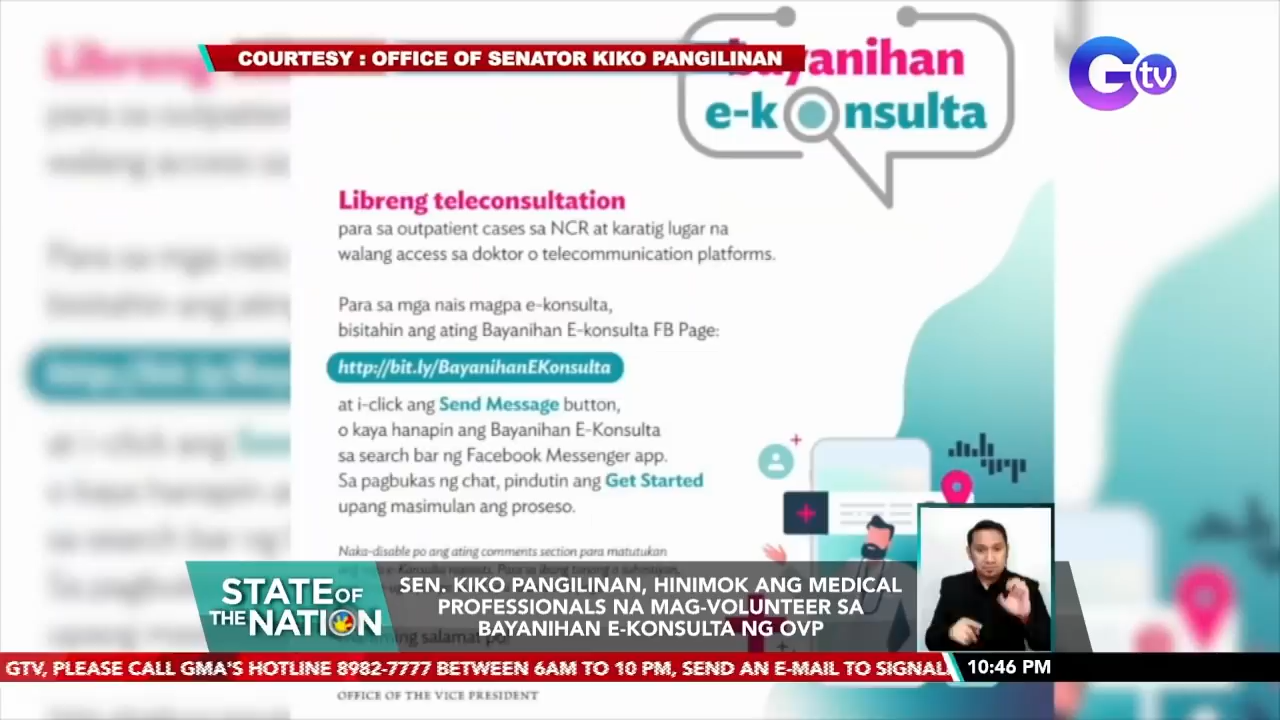 COURTESY : OFFICE OF SENATOR KIKO PANGILINAN
bayanihan
e-konsulta
Gtv
Libreng teleconsultation
para sa outpatient cases sa NCR at karatig lugar na
walang access sa doktor o telecommunication platforms.
Para sa mga nais magpa e-konsulta,
bisitahin ang ating Bayanihan E-konsulta FB Page:
http://bit.ly/BayanihanEKonsulta
at i-click ang Send Message button,
o kaya hanapin ang Bayanihan E-Konsulta
sa search bar ng Facebook Messenger app.
Sa pagbukas ng chat, pindutin ang Get Started
upang masimulan ang proseso.
Naka-disable po ang ating comments section para matutukan
STATE OF
THE NATION
SEN. KIKO PANGILINAN, HINIMOK ANG MEDICAL
PROFESSIONALS NA MAG-VOLUNTEER SA
BAYANIHAN E-KONSULTA NG OVP
salamat po
GTV, PLEASE CALL GMA'S HOTLINE 8982-7777 BETWEEN 6AM TO 10 PM, SEND AN E-MAIL TO SIGNAL
10:46 PM
OFFICE OF THE VICE PRESIDENT